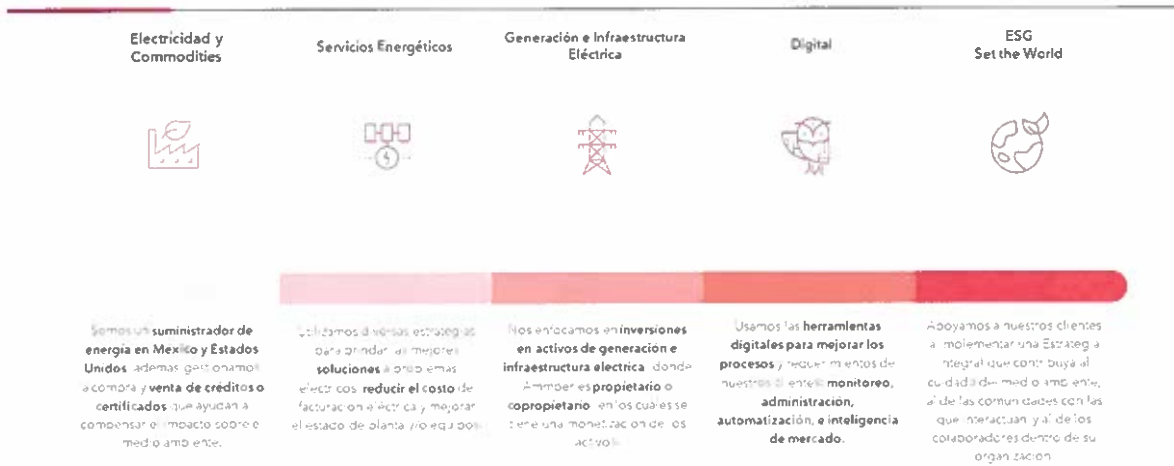 Electricidad y
Commodities
Servicios Energéticos
Generación e Infraestructura
Eléctrica
Digital
ESG
Set the World
Somos un suministrador de
energía en Mexico y Estados
Unidos, ademas gestionamos
la compra y venta de créditos o
certificados que ayudan a
compensar el impacto sobre el
medio ambiente.
Utilizamos diversas estrategias
para brindar las mejores
soluciones a problemas
eléctricos, reducir el costo de
facturación eléctrica y mejorar
el estado de planta y/o equipos
Nos enfocamos en inversiones
en activos de generación e
infraestructura electrica, donde
Ammper es propietario o
copropietario, en los cuales se
tiene una monetización de los
activos
Usamos las herramientas
digitales para mejorar los
procesos y requerimientos de
nuestros clientes: monitoreo,
administración,
automatización, e inteligencia
de mercado.
Apoyamos a nuestros clientes
a implementar una Estrategia
Integral que contribuya al
cuidado del medio ambiente,
al de las comunidades con las
que interactuan y al de los
colaboradores dentro de su
organización